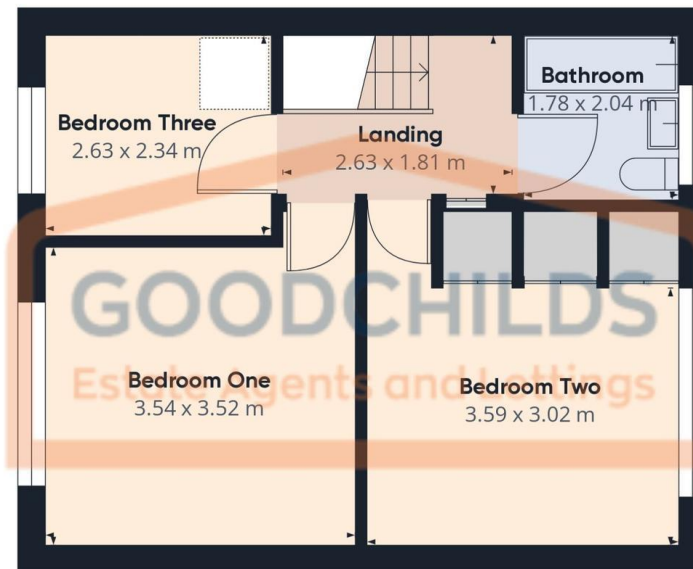 Bathroom
1.78 x 2.04 m
Bedroom Three
2.63 x 2.34 m
Landing
2.63 x 1.81 m
GOODCHILDS
Estate Agents and Lettings
Bedroom One
3.54 x 3.52 m
Bedroom Two
3.59 x 3.02 m